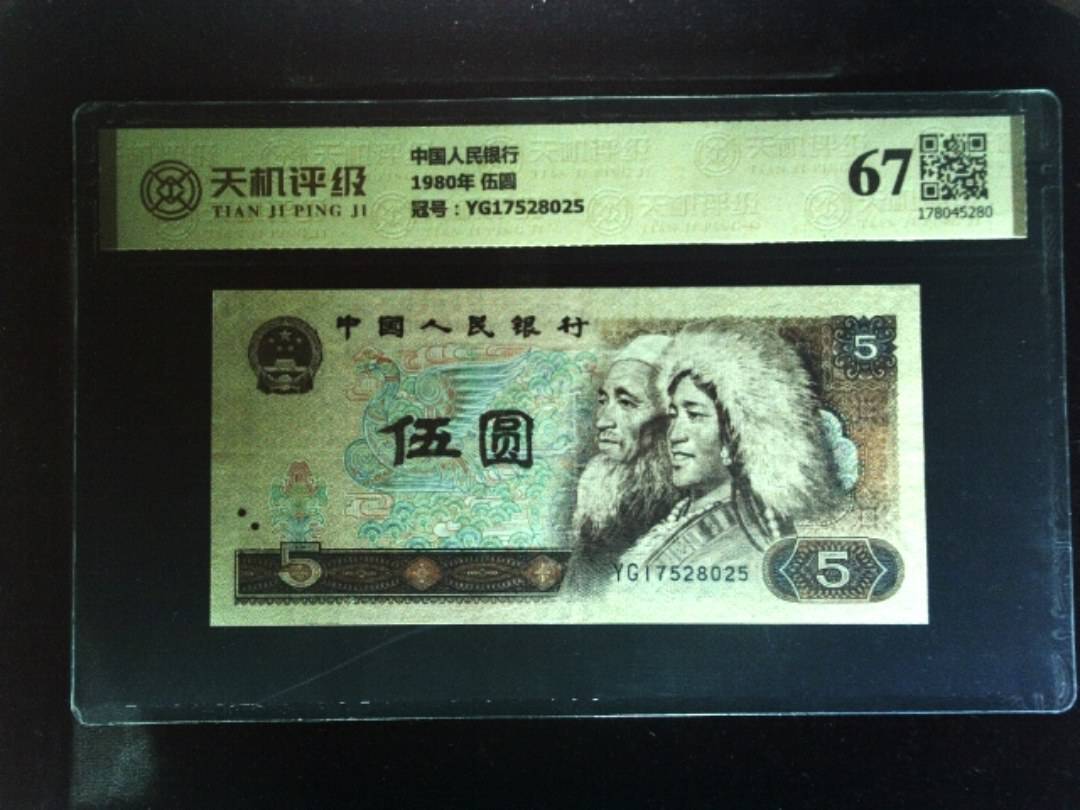 天机评级
TIAN JI PING JI
中国人民银行
1980年 伍圆
冠号：YG17528025
67
178045280
中國人民银行
5
伍圆
5
YG17528025
5